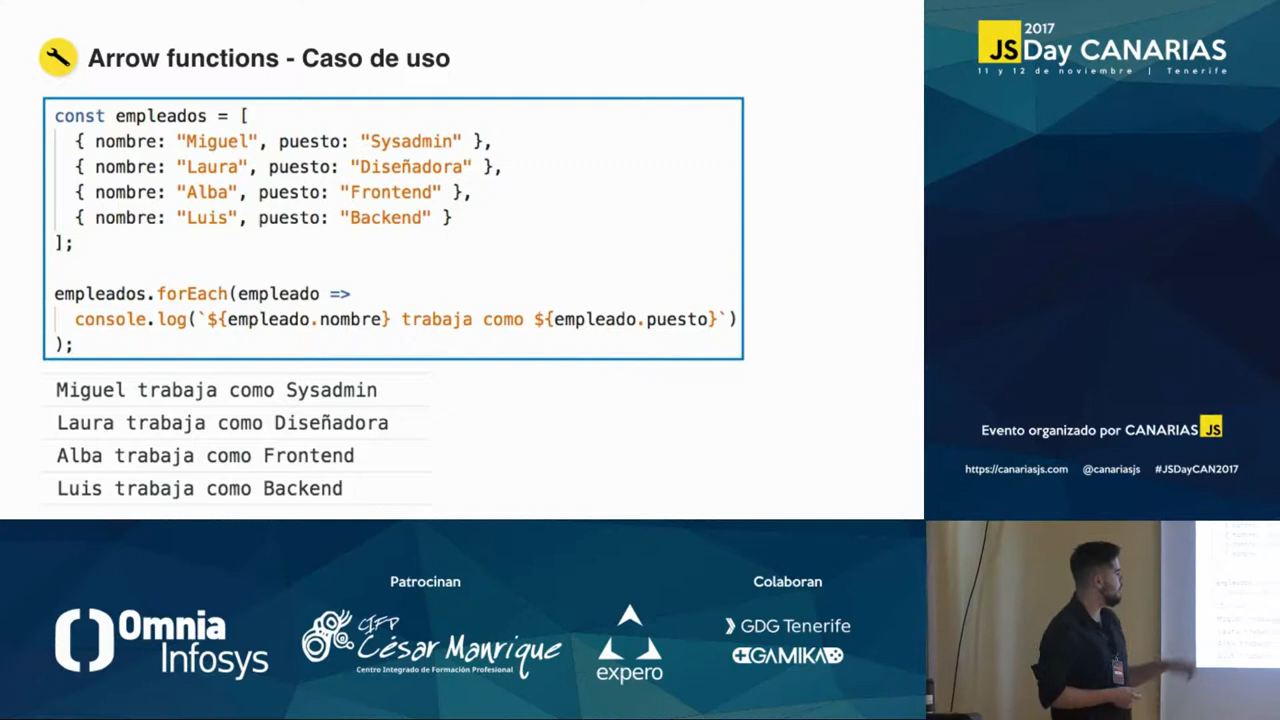 Arrow functions - Caso de uso
const empleados = [
{ nombre: "Miguel", puesto: "Sysadmin" },
{ nombre: "Laura", puesto: "Diseñadora" },
{ nombre: "Alba", puesto: "Frontend" },
{ nombre: "Luis", puesto: "Backend" }
];
empleados.forEach(empleado =>
console.log(`${empleado.nombre} trabaja como ${empleado.puesto}`)
);
Miguel trabaja como Sysadmin
Laura trabaja como Diseñadora
Alba trabaja como Frontend
Luis trabaja como Backend
2017
JS Day CANARIAS
11 y 12 de noviembre | Tenerife
Evento organizado por CANARIAS JS
https://canariasjs.com @canariasjs #JSDayCAN2017
Patrocinan
Omnia
Infosys
CIFP
César Manrique
Centro Integrado de Formación Profesional
expero
Colaboran
GDG Tenerife
GAMIKA